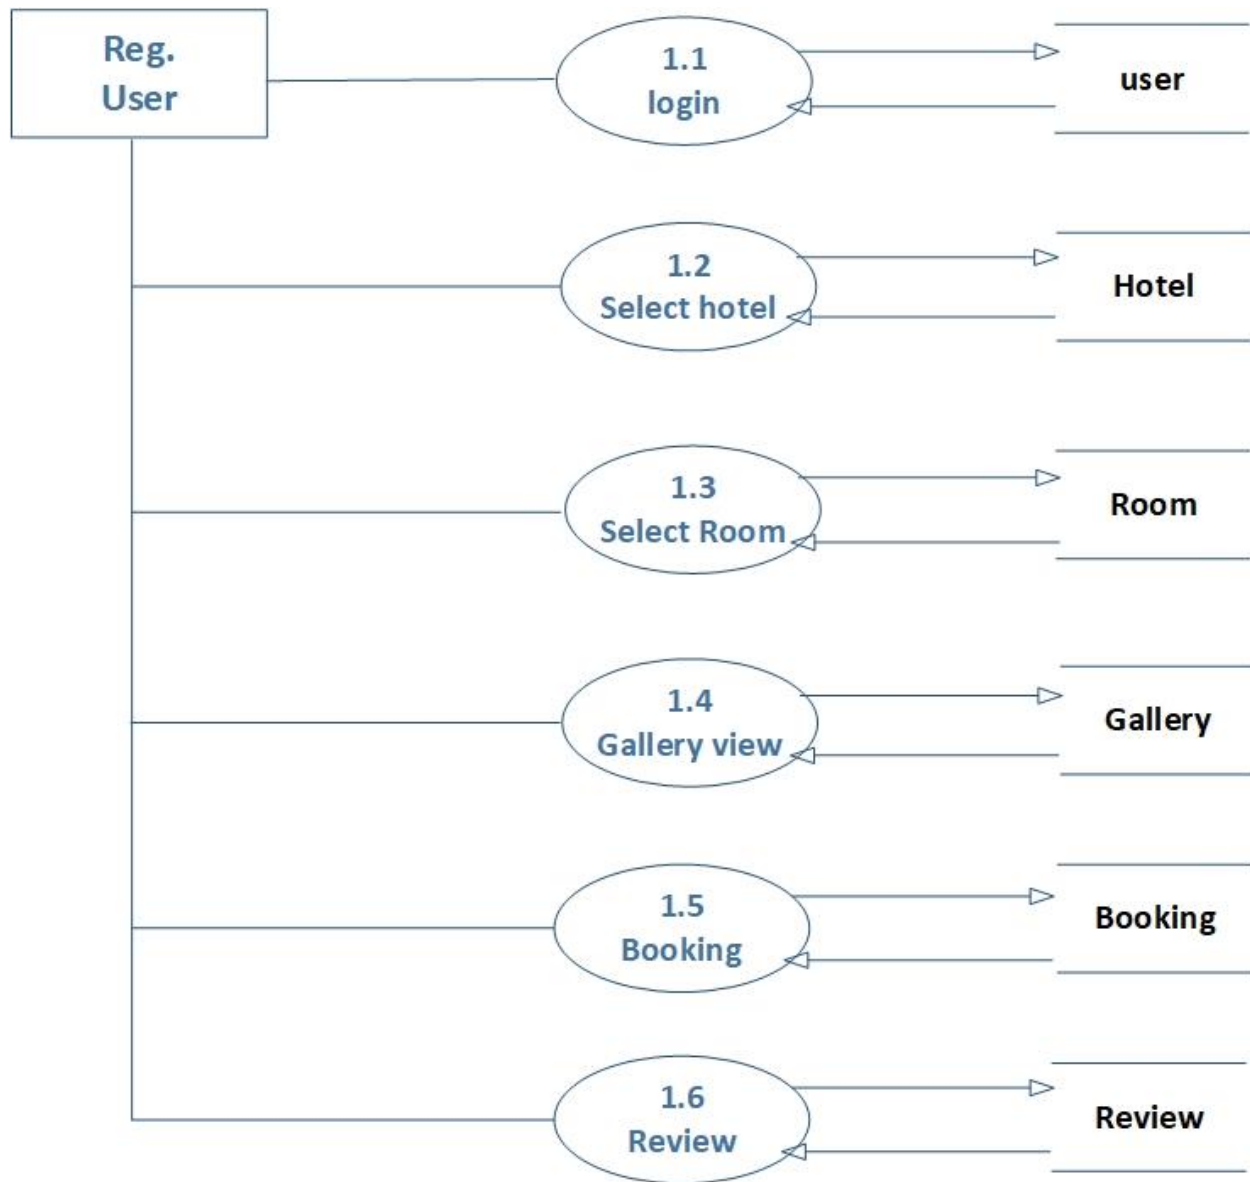 Reg.
User
1.1
login
user
1.2
Select hotel
Hotel
1.3
Select Room
Room
1.4
Gallery view
Gallery
1.5
Booking
Booking
1.6
Review
Review